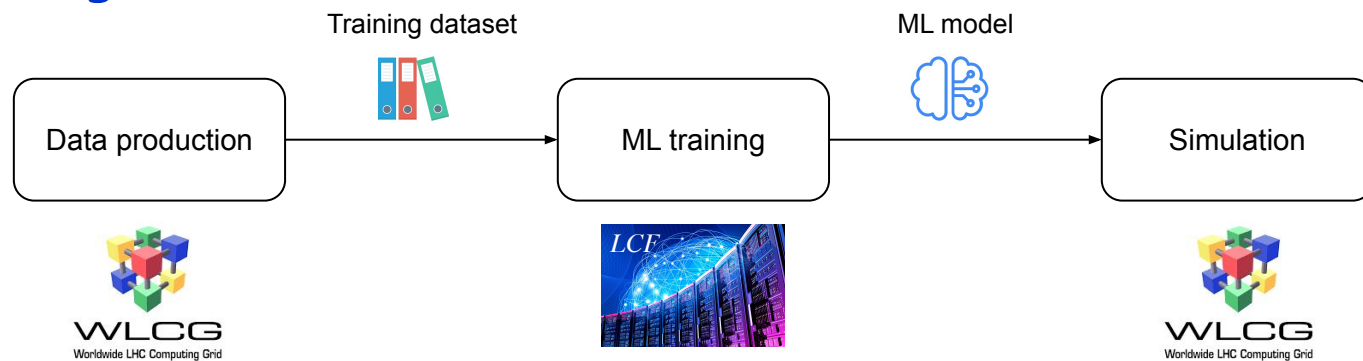 Training dataset
ML model
Data production
ML training
Simulation
LCF
WLCG
Worldwide LHC Computing Grid
WLCG
Worldwide LHC Computing Grid